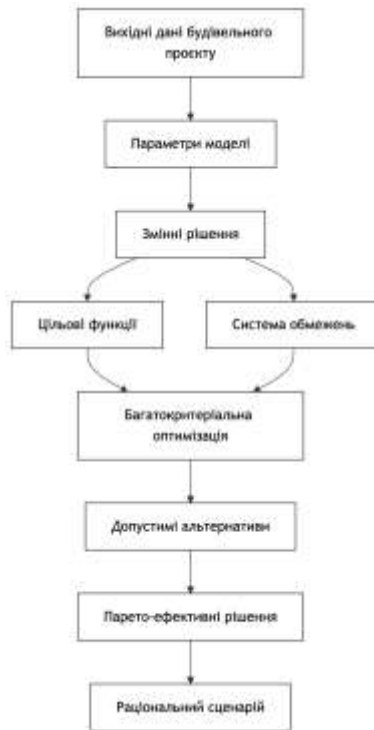 Вихідні дані будівельного
проєкту
Параметри моделі
Змінні рішення
Цільові функції
Система обмежень
Багатокритеріальна
оптимізація
Допустимі альтернативи
Парето-ефективні рішення
Раціональний сценарій